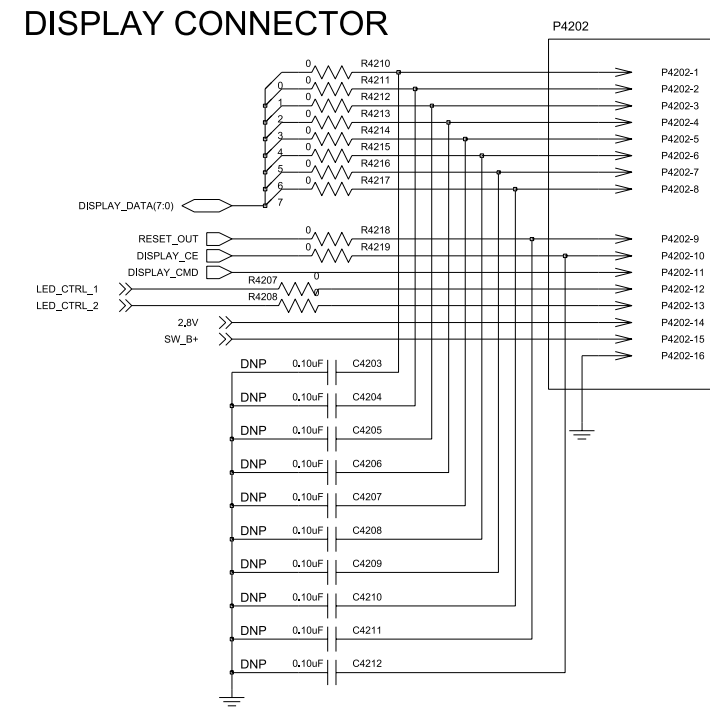 DISPLAY CONNECTOR
P4202
0 R4210 P4202-1
0 0 R4211 P4202-2
1 0 R4212 P4202-3
2 0 R4213 P4202-4
3 0 R4214 P4202-5
4 0 R4215 P4202-6
5 0 R4216 P4202-7
6 0 R4217 P4202-8
DISPLAY_DATA(7:0) 7
RESET_OUT 0 R4218 P4202-9
DISPLAY_CE 0 R4219 P4202-10
DISPLAY_CMD P4202-11
LED_CTRL_1 R4207 0 P4202-12
LED_CTRL_2 R4208 0 P4202-13
2.8V P4202-14
SW_B+ P4202-15
P4202-16
DNP 0.10uF C4203
DNP 0.10uF C4204
DNP 0.10uF C4205
DNP 0.10uF C4206
DNP 0.10uF C4207
DNP 0.10uF C4208
DNP 0.10uF C4209
DNP 0.10uF C4210
DNP 0.10uF C4211
DNP 0.10uF C4212